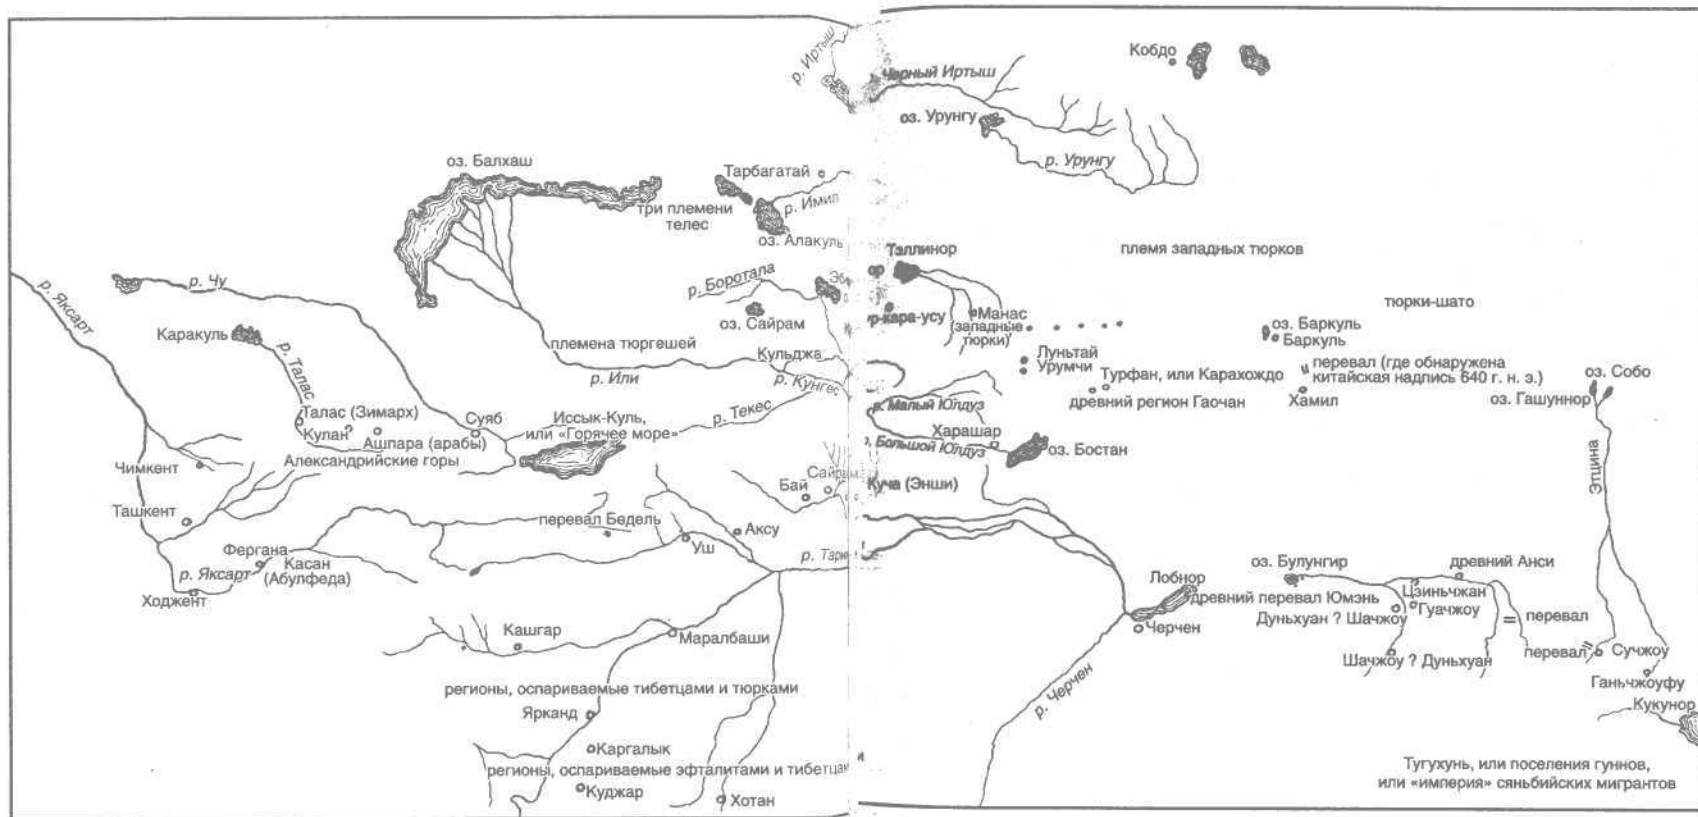 р. Иртыш
Черный Иртыш
Кобдо
оз. Урунгу
р. Урунгу
оз. Балхаш
Тарбагатай
р. Имил
три племени
телес
оз. Алакуль
Тэллинор
племя западных тюрков
р. Боротала
оз. Сайрам
р. Чу
р. Яксарт
Каракуль
р. Талас
племена тюргешей
Кульджа
р. Или
р. Кунгес
р. Текес
Манас
(западные
тюрки)
тюрки-шато
оз. Баркуль
Баркуль
Луньтай
Урумчи
Турфан, или Карахождо
древний регион Гаочан
перевал (где обнаружена
китайская надпись 640 г. н. э.)
Хамил
оз. Собо
оз. Гашуннор
Талас (Зимарх)
Кулан?
Ашпара (арабы)
Суяб
Иссык-Куль,
или «Горячее море»
Александрийские горы
Чимкент
р. Малый Юлдуз
Харашар
Большой Юлдуз
оз. Бостан
Сайрам
Бай
Куча (Энши)
Этцина
Ташкент
перевал Бедель
Аксу
Уш
Фергана
р. Яксарт
Касан
(Абулфеда)
Ходжент
Лобнор
оз. Булунгир
древний Анси
древний перевал Юмэнь
Цзиньчжан
Дуньхуан ? Шачжоу
Гуачжоу
перевал
Черчен
Шачжоу ? Дуньхуан
перевал
Сучжоу
Кашгар
Маралбаши
р. Черчен
Ганьчжоуфу
Кукунор
регионы, оспариваемые тибетцами и тюрками
Ярканд
Каргалык
регионы, оспариваемые эфталитами и
Куджар
Хотан
Тугухунь, или поселения гуннов,
или «империя» сяньбийских мигрантов